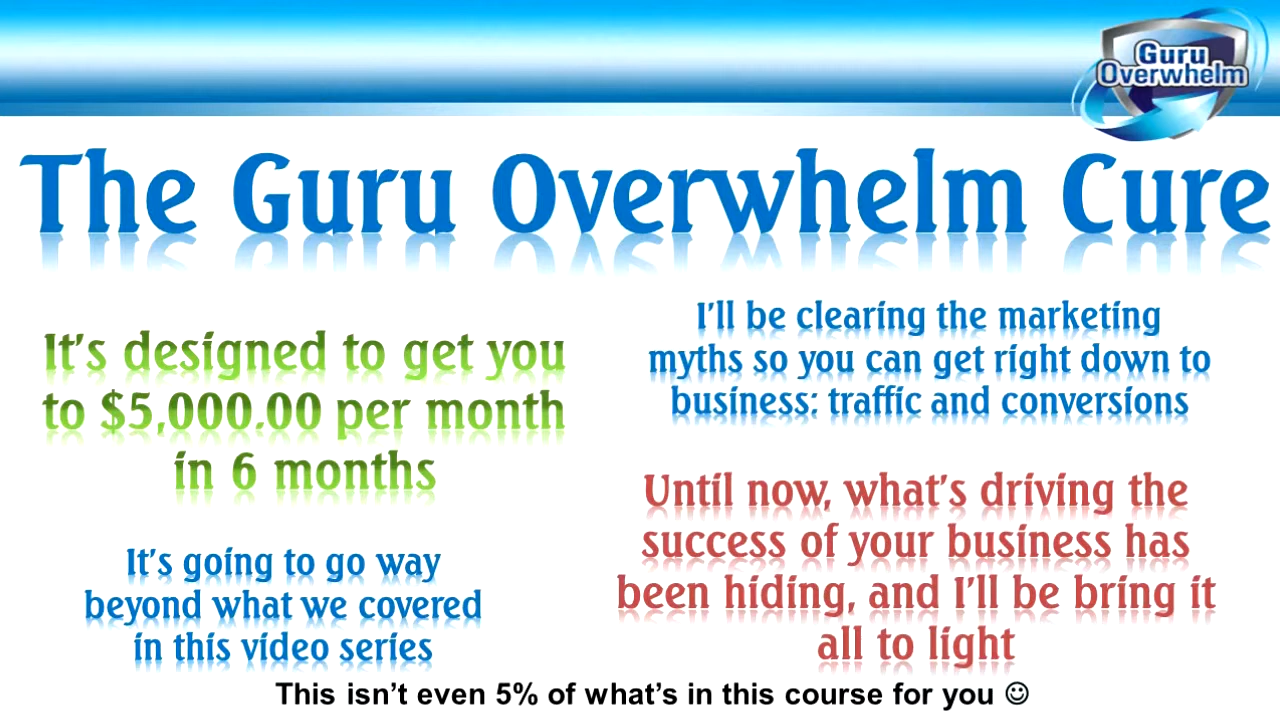 Guru
Overwhelm
The Guru Overwhelm Cure
It's designed to get you
to $5,000.00 per month
in 6 months
It's going to go way
beyond what we covered
in this video series
I'll be clearing the marketing
myths so you can get right down to
business: traffic and conversions
Until now, what's driving the
success of your business has
been hiding, and I'll be bring it
all to light
This isn't even 5% of what's in this course for you ☺